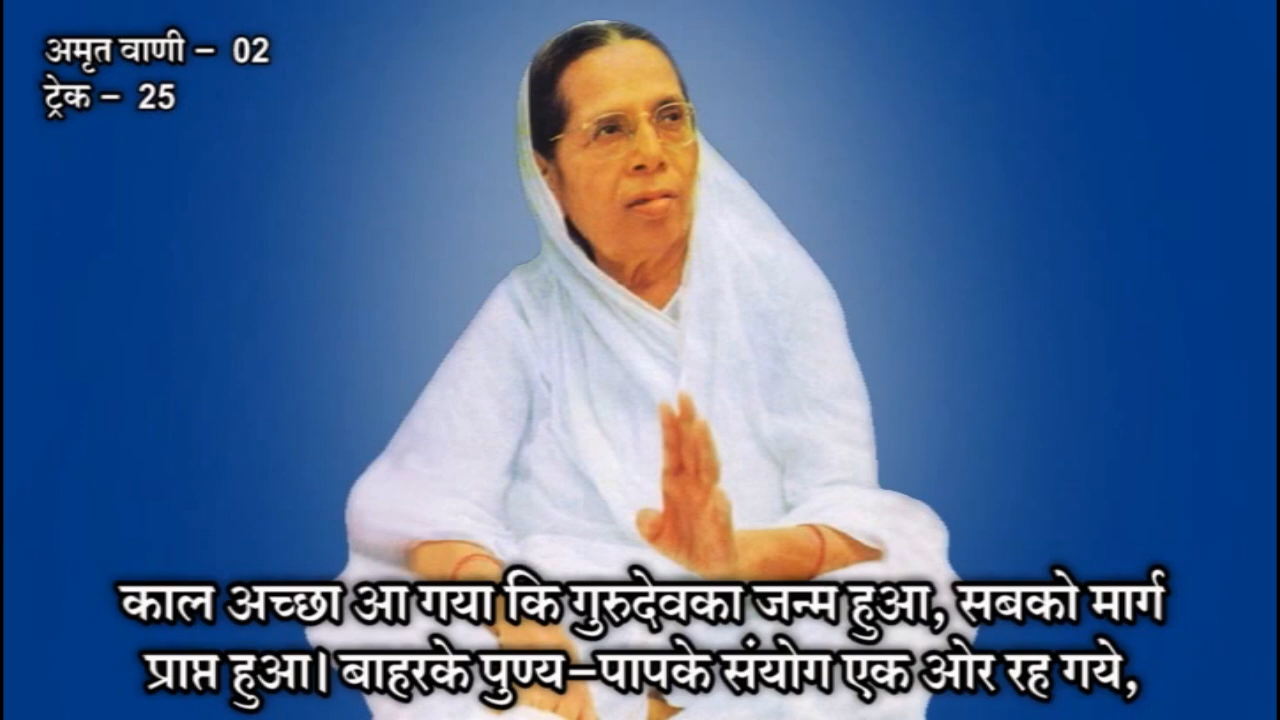 अमृत वाणी – 02
ट्रेक – 25
काल अच्छा आ गया कि गुरुदेवका जन्म हुआ, सबको मार्ग
प्राप्त हुआ। बाहरके पुण्य–पापके संयोग एक ओर रह गये,